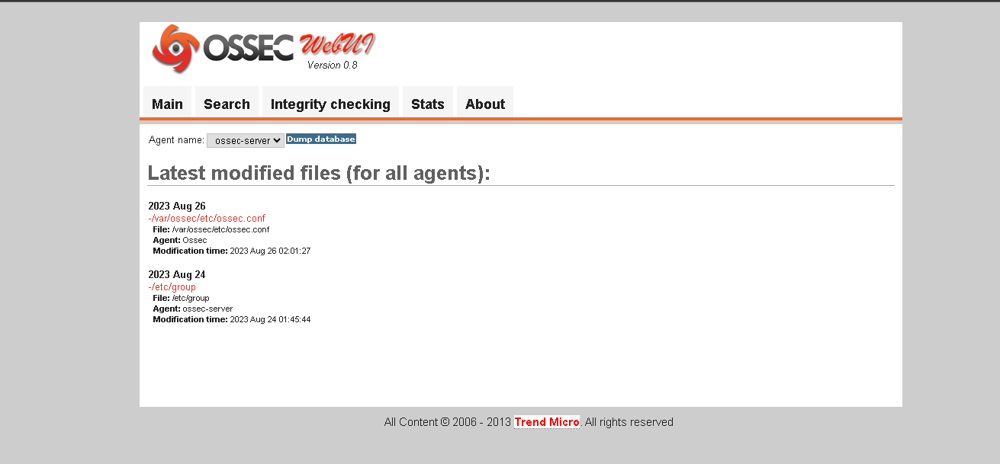 OSSEC WebUI
Version 0.8
Main Search Integrity checking Stats About
Agent name: ossec-server Dump database
Latest modified files (for all agents):
2023 Aug 26
-/var/ossec/etc/ossec.conf
File: /var/ossec/etc/ossec.conf
Agent: Ossec
Modification time: 2023 Aug 26 02:01:27
2023 Aug 24
-/etc/group
File: /etc/group
Agent: ossec-server
Modification time: 2023 Aug 24 01:45:44
All Content © 2006 - 2013 Trend Micro. All rights reserved